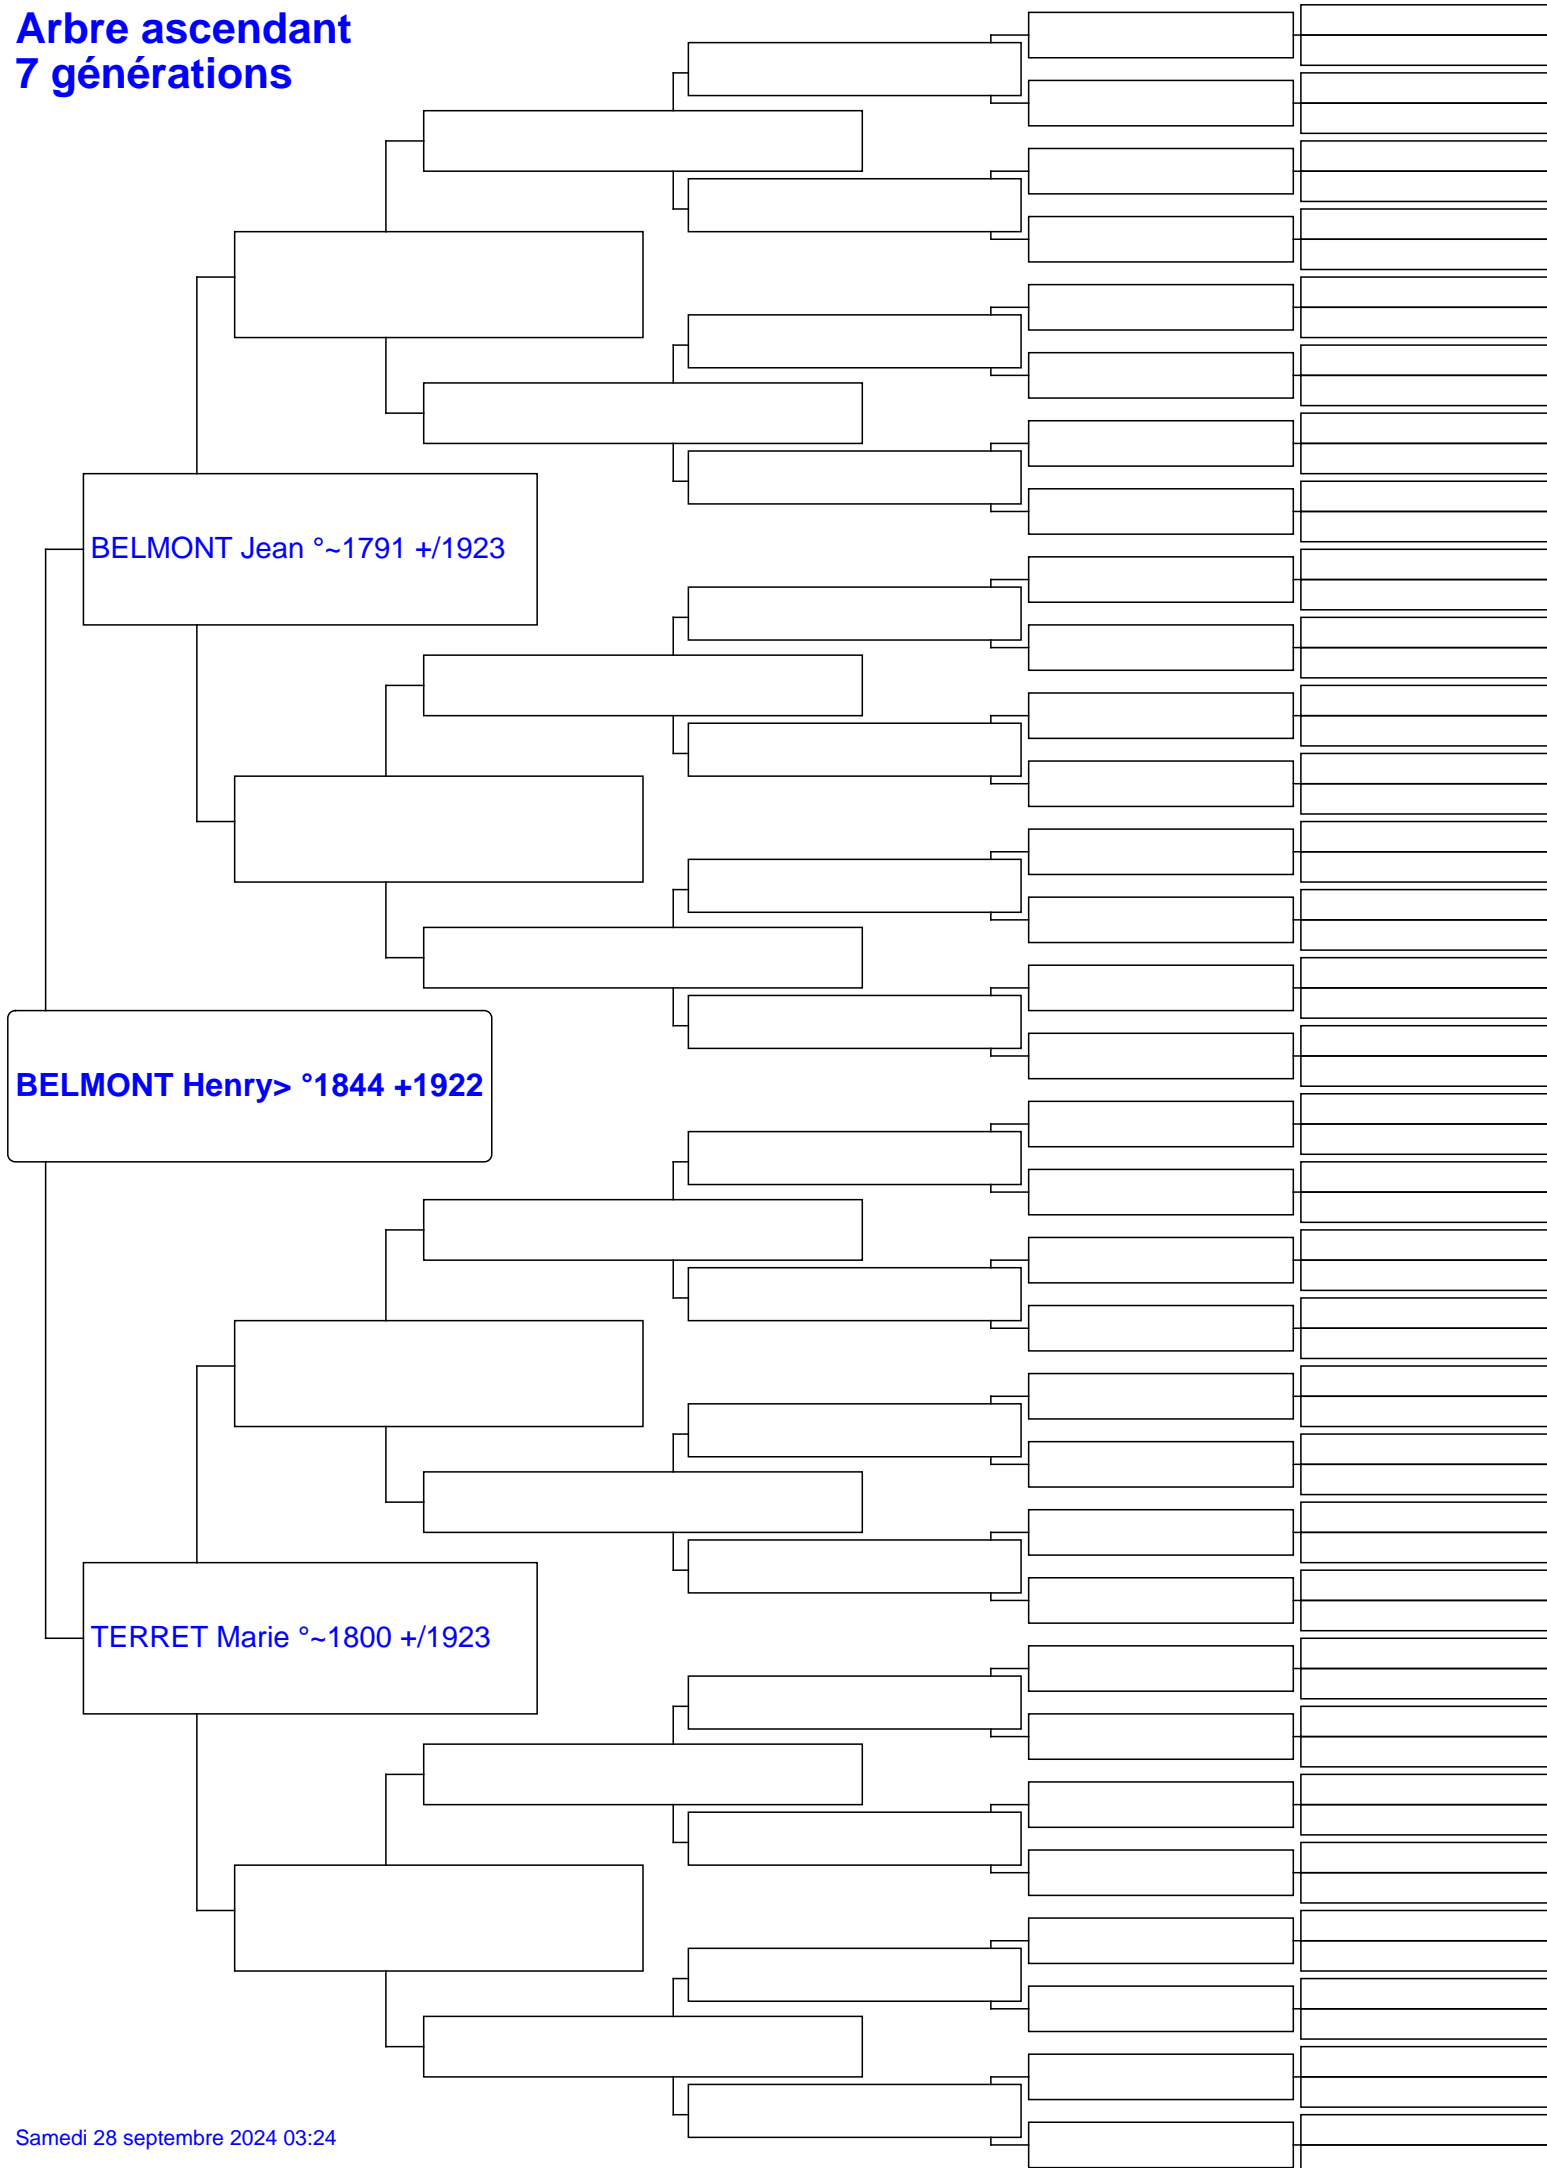 Arbre ascendant
7 générations
BELMONT Jean °~1791 +/1923
BELMONT Henry> °1844 +1922
TERRET Marie °~1800 +/1923
Samedi 28 septembre 2024 03:24